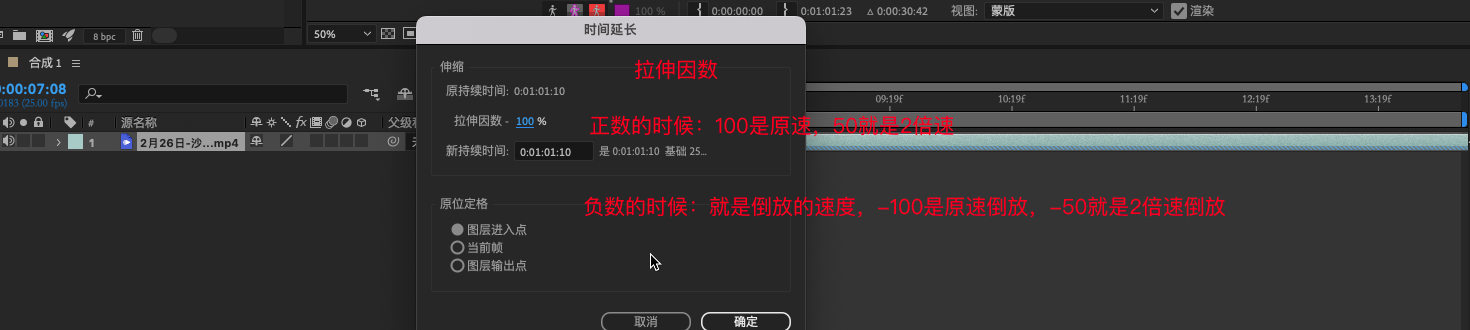 100 %
0:00:00:00
0:01:01:23
△ 0:00:30:42
视图: 蒙版
渲染
8 bpc
50%
时间延长
合成 1
伸缩
拉伸因数
原持续时间: 0:01:01:10
:00:07:08
0183 (25.00 fps)
09:19f 10:19f 11:19f 12:19f 13:19f
# 源名称
fx
父级
拉伸因数 - 100 %
正数的时候：100是原速，50就是2倍速
1 2月26日-沙...mp4
新持续时间: 0:01:01:10 是 0:01:01:10 基础 25...
原位定格
负数的时候：就是倒放的速度，-100是原速倒放，-50就是2倍速倒放
图层进入点
当前帧
图层输出点
取消 确定